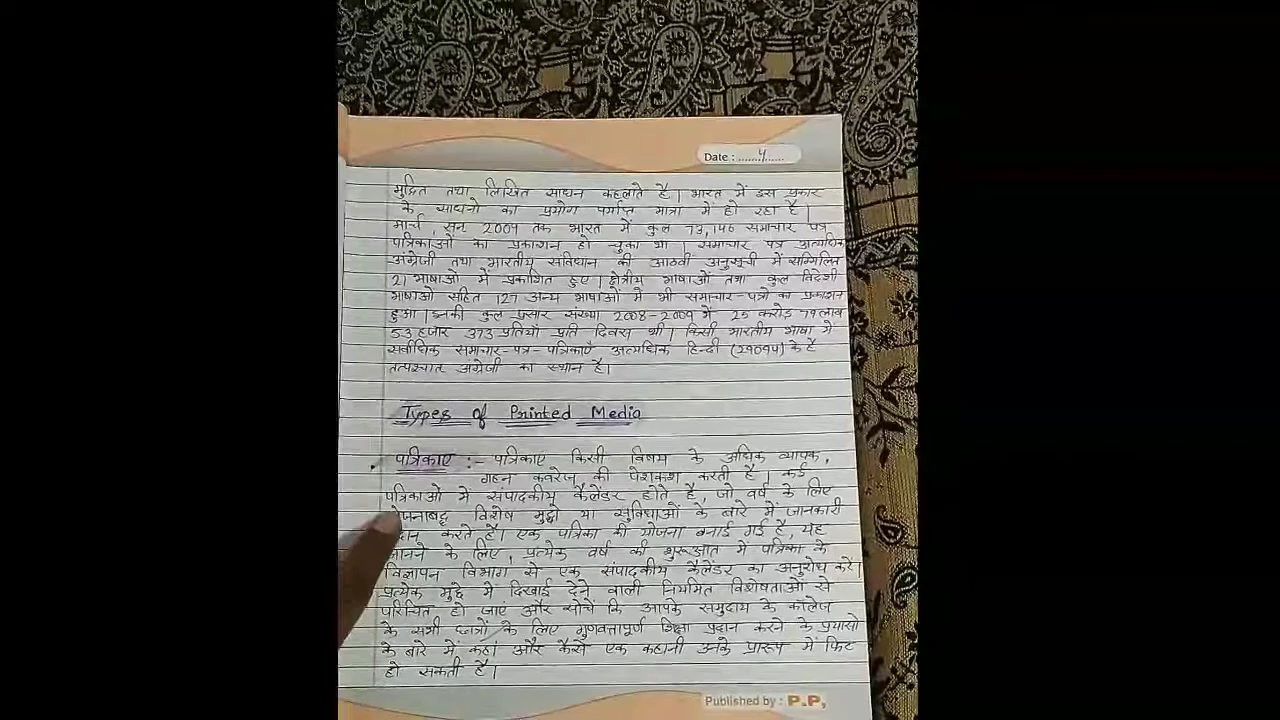 Date : 4
मुद्रित तथा लिखित साधन कहलाते है। भारत में इस प्रकार
के साधनो का प्रयोग पर्याप्त मात्रा में हो रहा है।
मार्च, सन 2009 तक भारत में कुल 73,146 समाचार पत्र
पत्रिकाओं का प्रकाशन हो चुका था। समाचार पत्र अत्यधिक
अंग्रेजी तथा भारतीय संविधान की आठवी अनुसूची में सम्मिलित
21 भाषाओं में प्रकाशित हुए। क्षेत्रीय भाषाओं तथा कुल विदेशी
भाषाओं सहित 127 अन्य भाषाओं में भी समाचार-पत्रो का प्रकाशन
हुआ। इनकी कुल प्रसार संख्या 2008-2009 में 25 करोड़ 79 लाख
53 हजार 373 प्रतियाँ प्रति दिवस थी। किसी भारतीय भाषा में
सर्वाधिक समाचार-पत्र-पत्रिकाएँ अत्यधिक हिन्दी के है
तत्पश्चात अंग्रेजी का स्थान है।
Types of Printed Media
पत्रिकाएं :- पत्रिकाएं किसी विषय के अधिक व्यापक,
गहन कवरेज की पेशकश करती है। कई
पत्रिकाओं में संपादकीय कैलेंडर होते है, जो वर्ष के लिए
विशेष मुद्दो या सुविधाओं के बारे में जानकारी
करते है। एक पत्रिका की योजना बनाई गई है, यह
जानने के लिए, प्रत्येक वर्ष की शुरुआत में पत्रिका के
विज्ञापन विभाग से एक संपादकीय कैलेंडर का अनुरोध करें।
प्रत्येक मुद्दे में दिखाई देने वाली नियमित विशेषताओं से
परिचित हो जाएं और सोचें कि आपके समुदाय के कॉलेज
के सभी छात्रों के लिए गुणवत्तापूर्ण शिक्षा प्रदान करने के प्रयासो
के बारे में कहां और कैसे एक कहानी उनके प्रारूप में फिट
हो सकती है।
Published by : P.P,